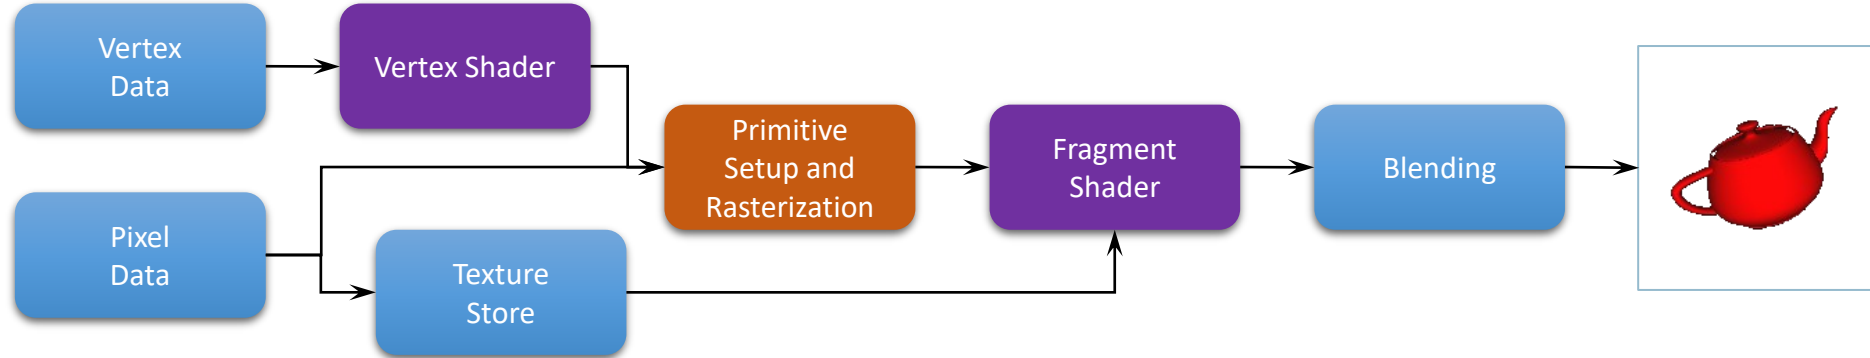 Vertex
Data
Vertex Shader
Primitive
Setup and
Rasterization
Fragment
Shader
Blending
Pixel
Data
Texture
Store